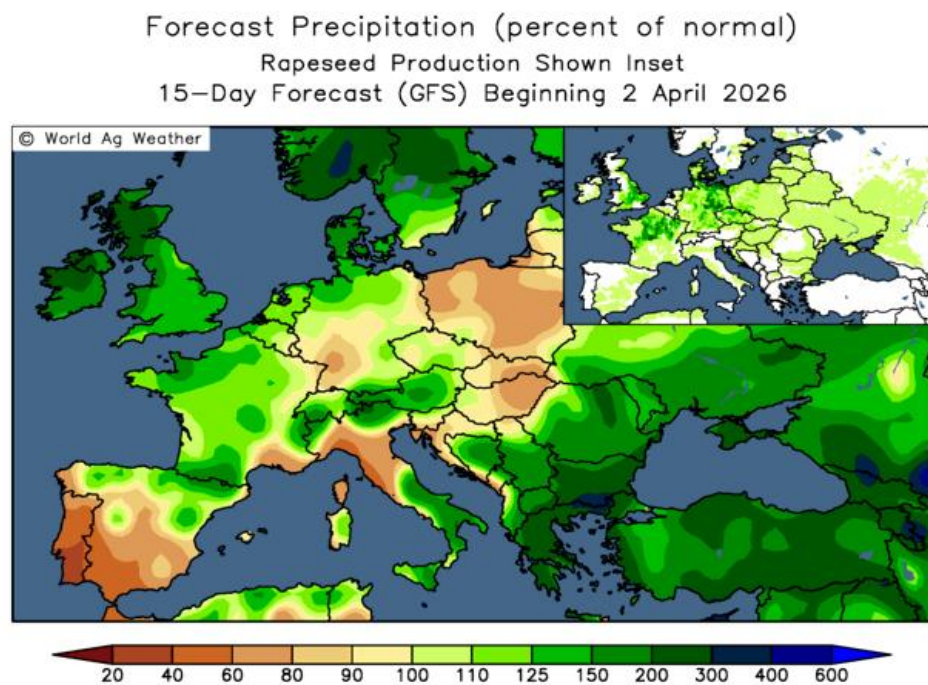 Forecast Precipitation (percent of normal)
Rapeseed Production Shown Inset
15-Day Forecast (GFS) Beginning 2 April 2026
© World Ag Weather
20 40 60 80 90 100 110 125 150 200 300 400 600